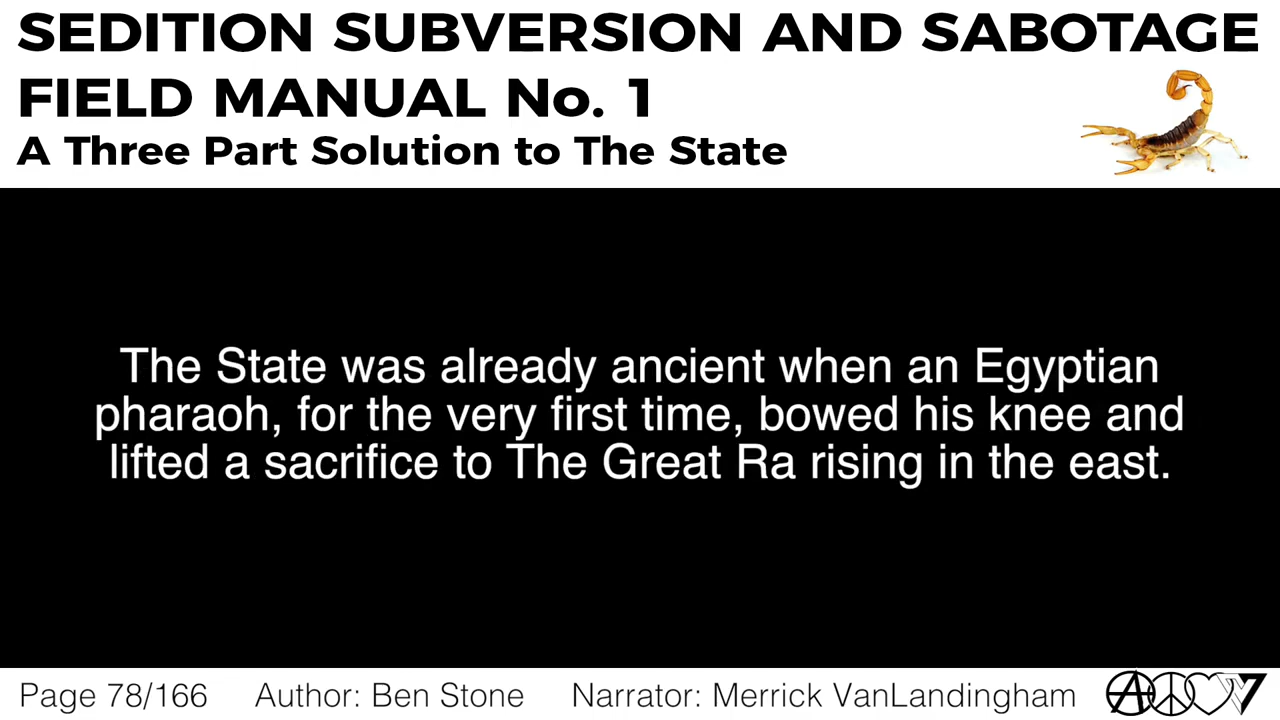 SEDITION SUBVERSION AND SABOTAGE
FIELD MANUAL No. 1
A Three Part Solution to The State
The State was already ancient when an Egyptian
pharaoh, for the very first time, bowed his knee and
lifted a sacrifice to The Great Ra rising in the east.
Page 78/166 Author: Ben Stone Narrator: Merrick VanLandingham